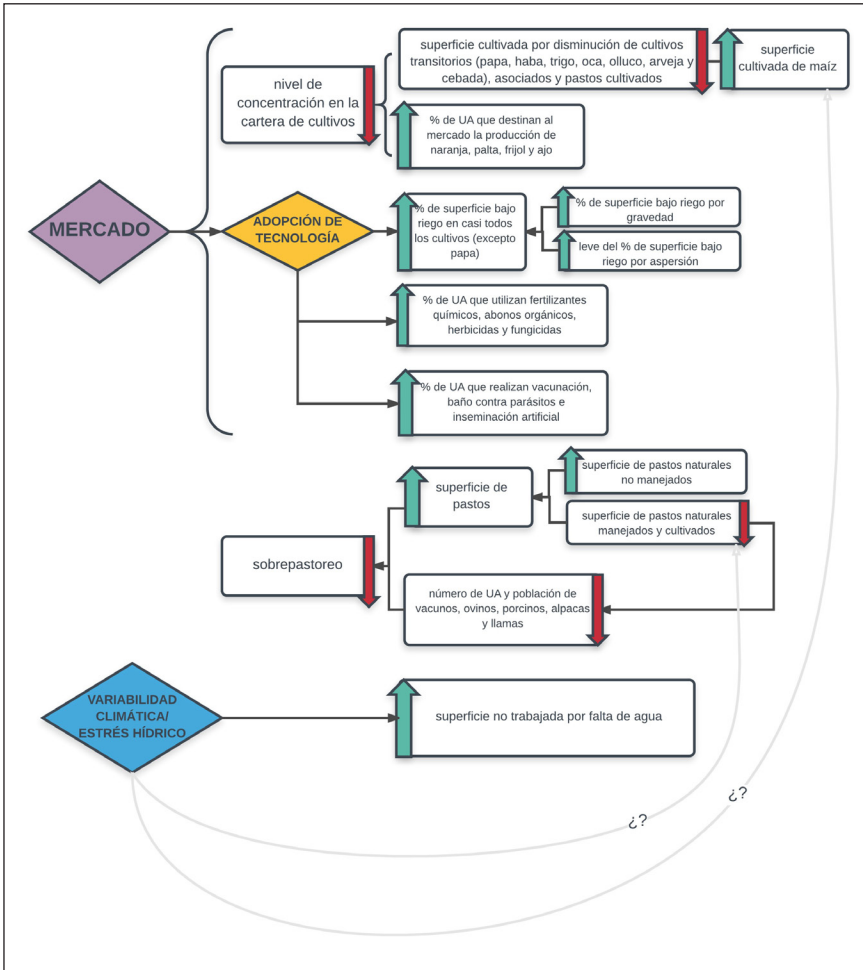 superficie cultivada por disminución de cultivos
transitorios (papa, haba, trigo, oca, olluco, arveja y
cebada), asociados y pastos cultivados
superficie
cultivada de maíz
nivel de
concentración en la
cartera de cultivos
% de UA que destinan al
mercado la producción de
naranja, palta, frijol y ajo
MERCADO
ADOPCIÓN DE
TECNOLOGÍA
% de superficie bajo
riego en casi todos
los cultivos (excepto
papa)
% de superficie bajo riego por
gravedad
leve del % de superficie bajo
riego por aspersión
% de UA que utilizan fertilizantes
químicos, abonos orgánicos,
herbicidas y fungicidas
% de UA que realizan vacunación,
baño contra parásitos e
inseminación artificial
superficie de
pastos
superficie de pastos naturales
no manejados
superficie de pastos naturales
manejados y cultivados
sobrepastoreo
número de UA y población de
vacunos, ovinos, porcinos, alpacas
y llamas
VARIABILIDAD
CLIMÁTICA/
ESTRÉS HÍDRICO
superficie no trabajada por falta de agua
¿?
¿?